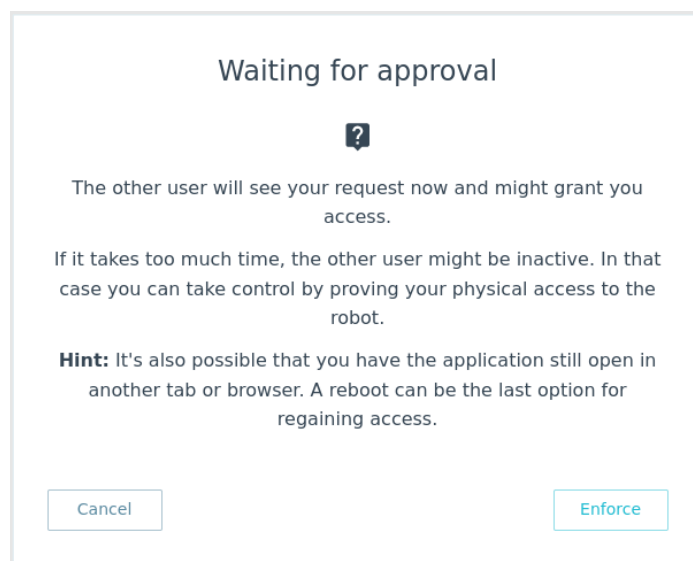 Waiting for approval
?
The other user will see your request now and might grant you
access.
If it takes too much time, the other user might be inactive. In that
case you can take control by proving your physical access to the
robot.
Hint: It's also possible that you have the application still open in
another tab or browser. A reboot can be the last option for
regaining access.
Cancel
Enforce